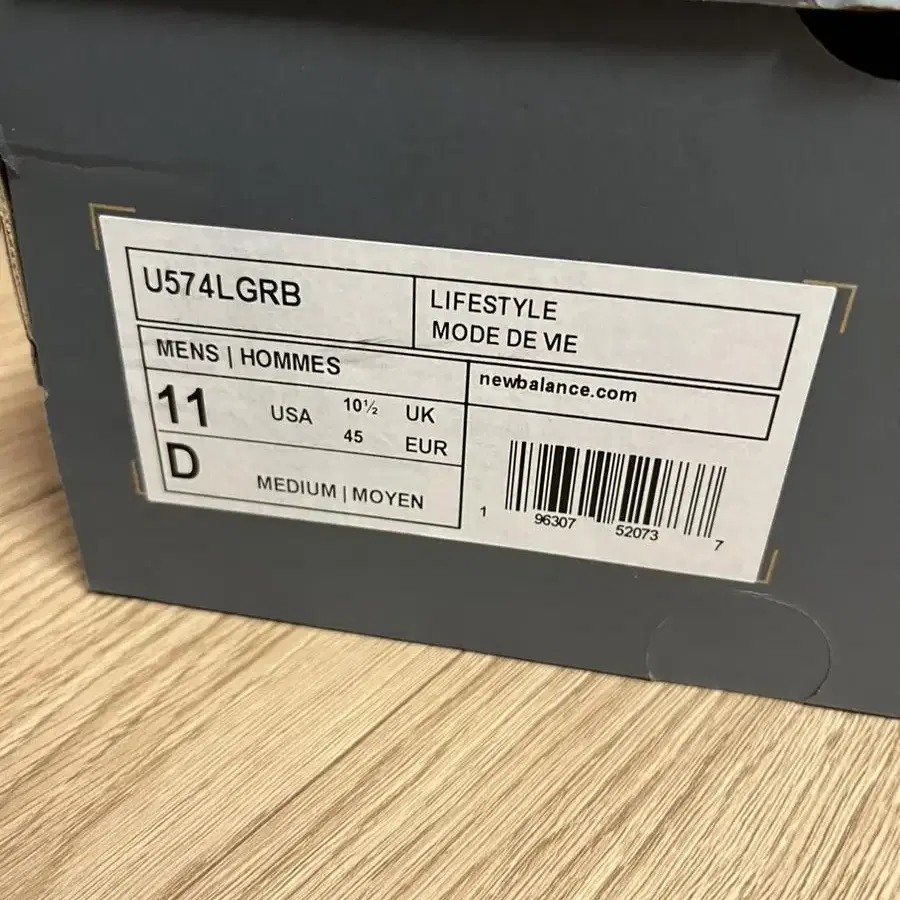 U574LGRB
LIFESTYLE
MODE DE VIE
MENS | HOMMES
newbalance.com
11 USA 10½ UK
45 EUR
D MEDIUM | MOYEN
1 96307 52073 7